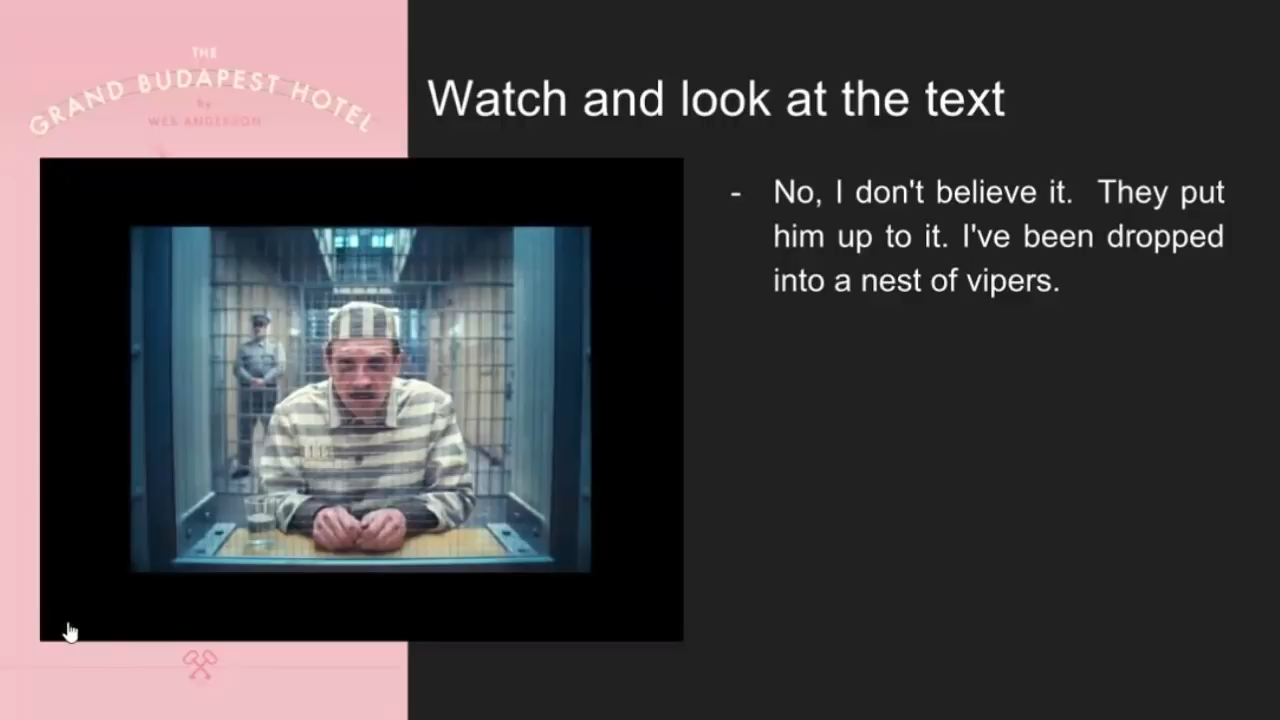 THE
GRAND BUDAPEST HOTEL
by
WES ANDERSON
Watch and look at the text
- No, I don't believe it. They put
him up to it. I've been dropped
into a nest of vipers.